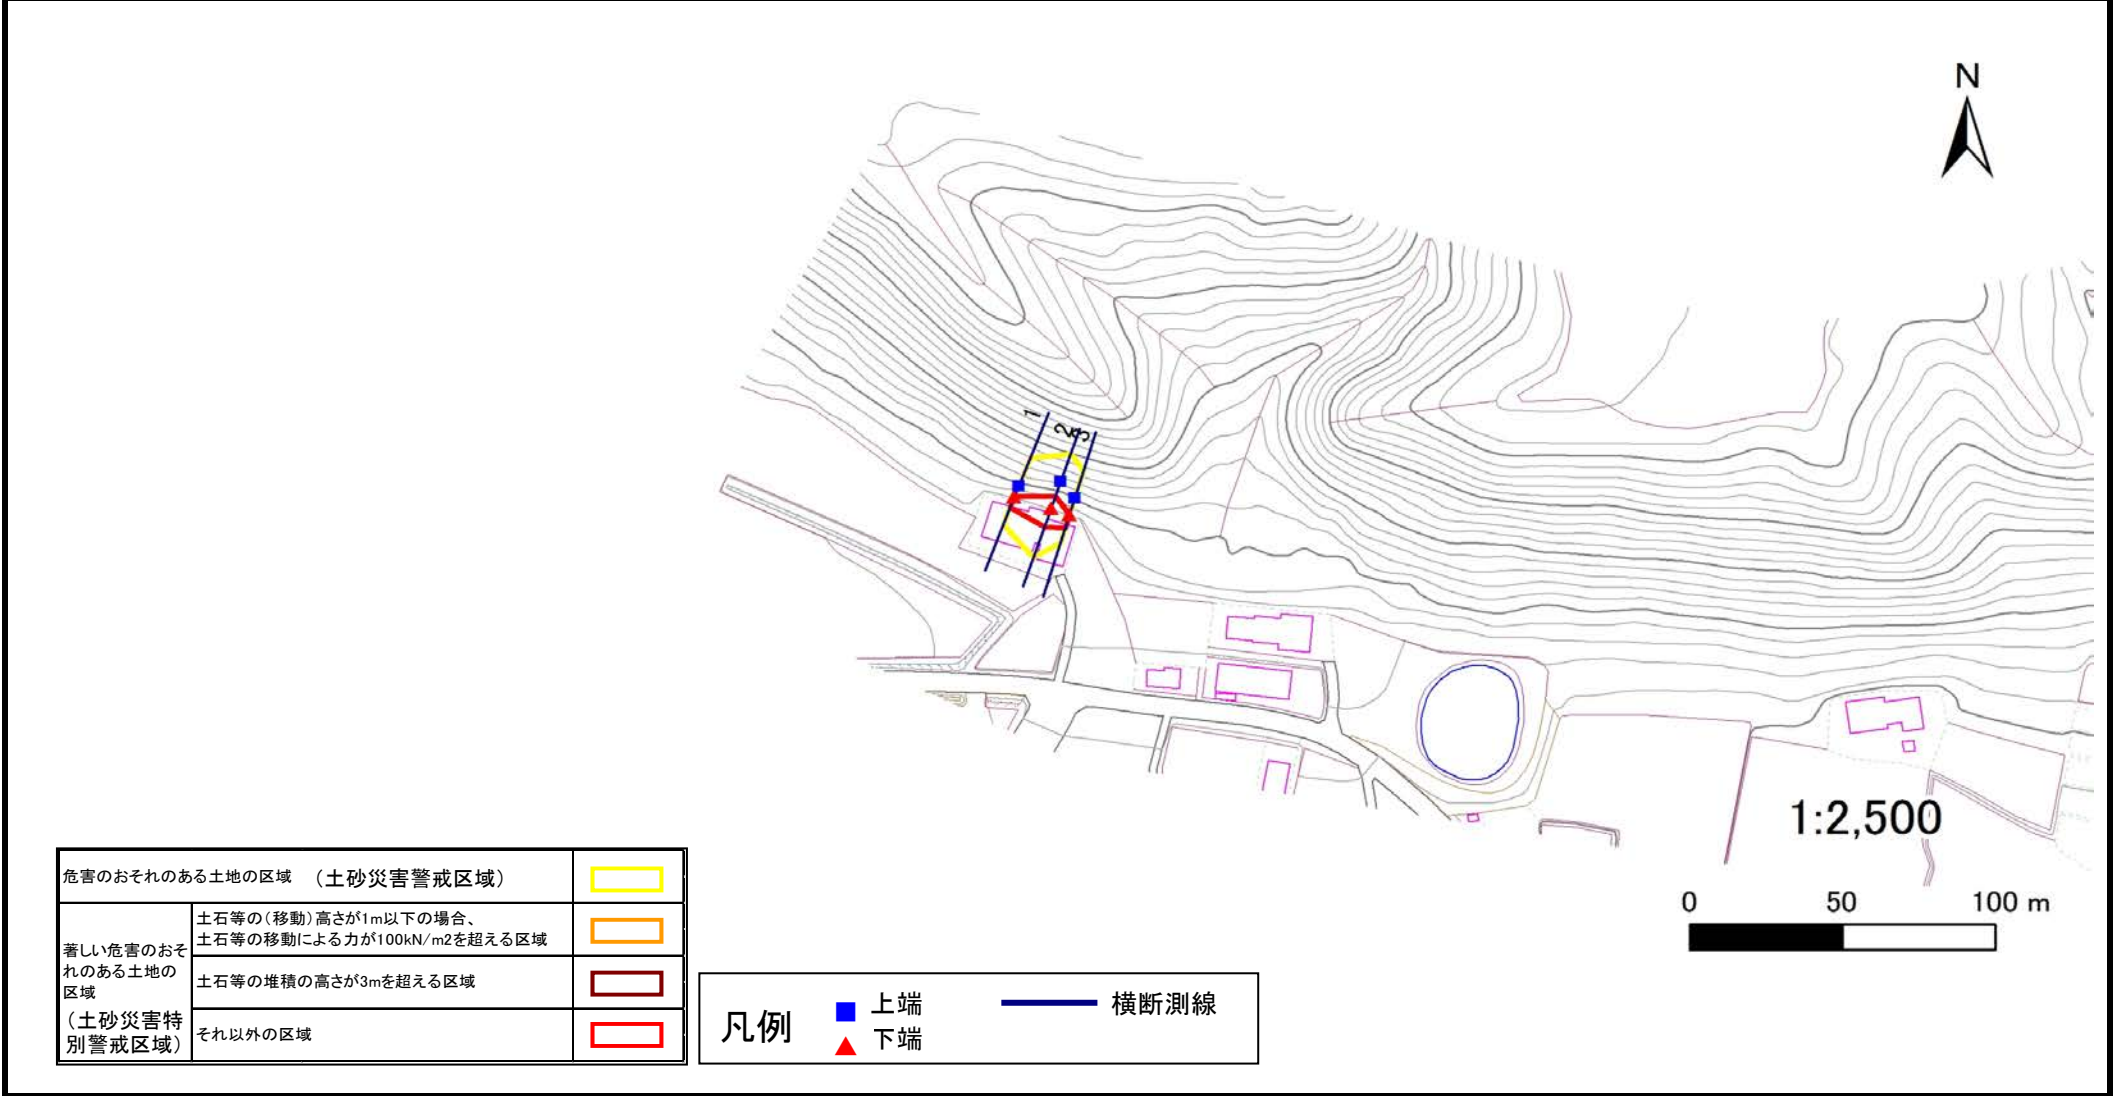 N
1
2
3
1:2,500
0 50 100 m
危害のおそれのある土地の区域 （土砂災害警戒区域）
著しい危害のおそ
れのある土地の
区域
（土砂災害特
別警戒区域）
土石等の（移動）高さが1m以下の場合、
土石等の移動による力が100kN/m2を超える区域
土石等の堆積の高さが3mを超える区域
それ以外の区域
凡例
上端
下端
横断測線